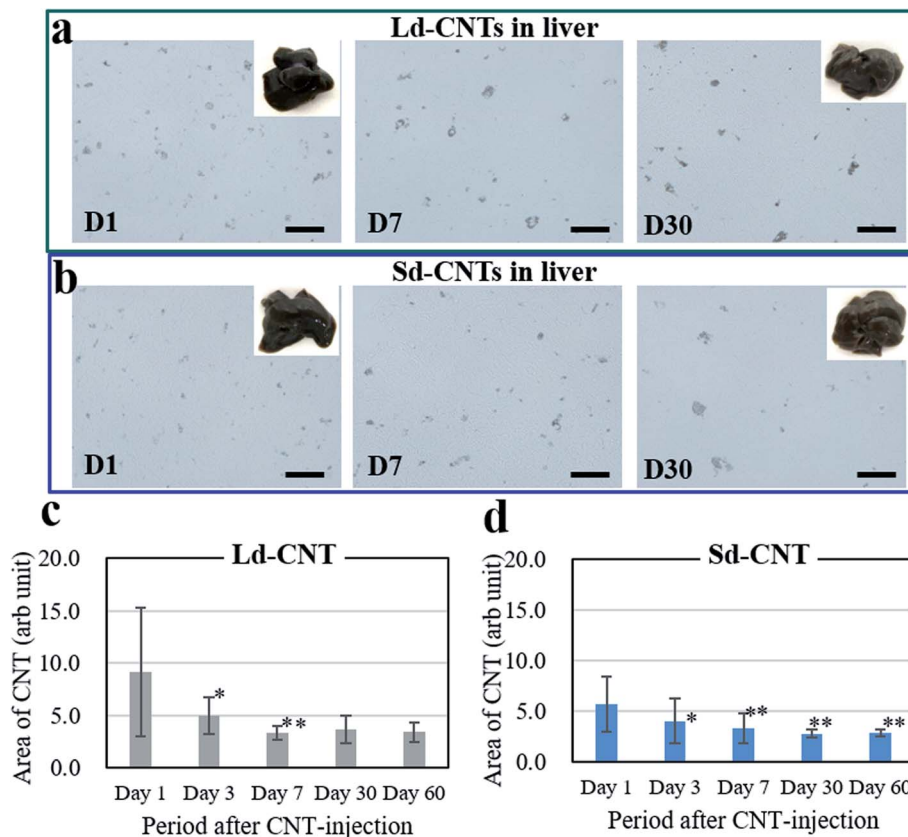 a
Ld-CNTs in liver
D1
D7
D30
b
Sd-CNTs in liver
D1
D7
D30
c
Ld-CNT
Area of CNT (arb unit)
20.0
15.0
10.0
5.0
0.0
*
**
Day 1 Day 3 Day 7 Day 30 Day 60
Period after CNT-injection
d
Sd-CNT
Area of CNT (arb unit)
20.0
15.0
10.0
5.0
0.0
*
**
**
**
Day 1 Day 3 Day 7 Day 30 Day 60
Period after CNT-injection